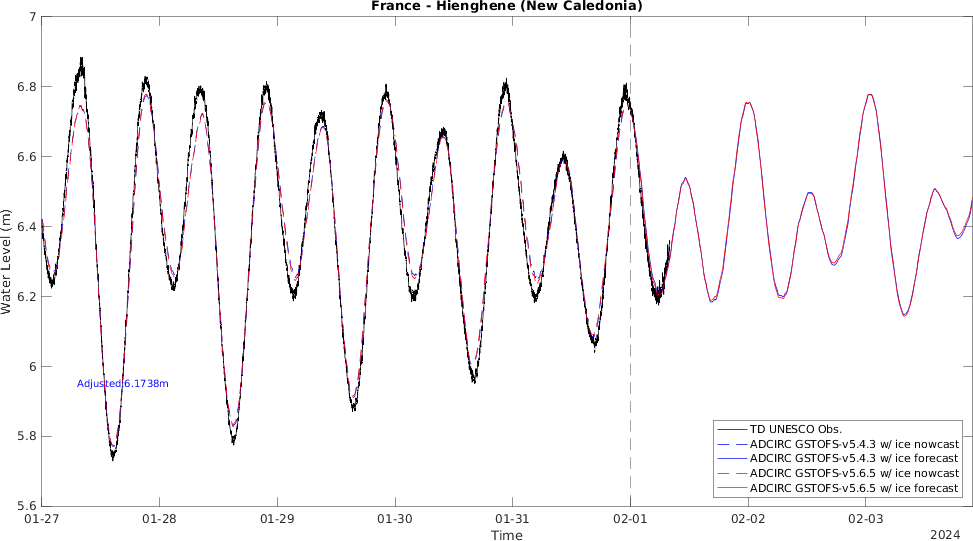 France - Hienghene (New Caledonia)
7
6.8
6.6
6.4
6.2
6
5.8
5.6
Water Level (m)
Adjusted:6.1738m
TD UNESCO Obs.
ADCIRC GSTOFS-v5.4.3 w/ ice nowcast
ADCIRC GSTOFS-v5.4.3 w/ ice forecast
ADCIRC GSTOFS-v5.6.5 w/ ice nowcast
ADCIRC GSTOFS-v5.6.5 w/ ice forecast
01-27 01-28 01-29 01-30 01-31 02-01 02-02 02-03
Time
2024